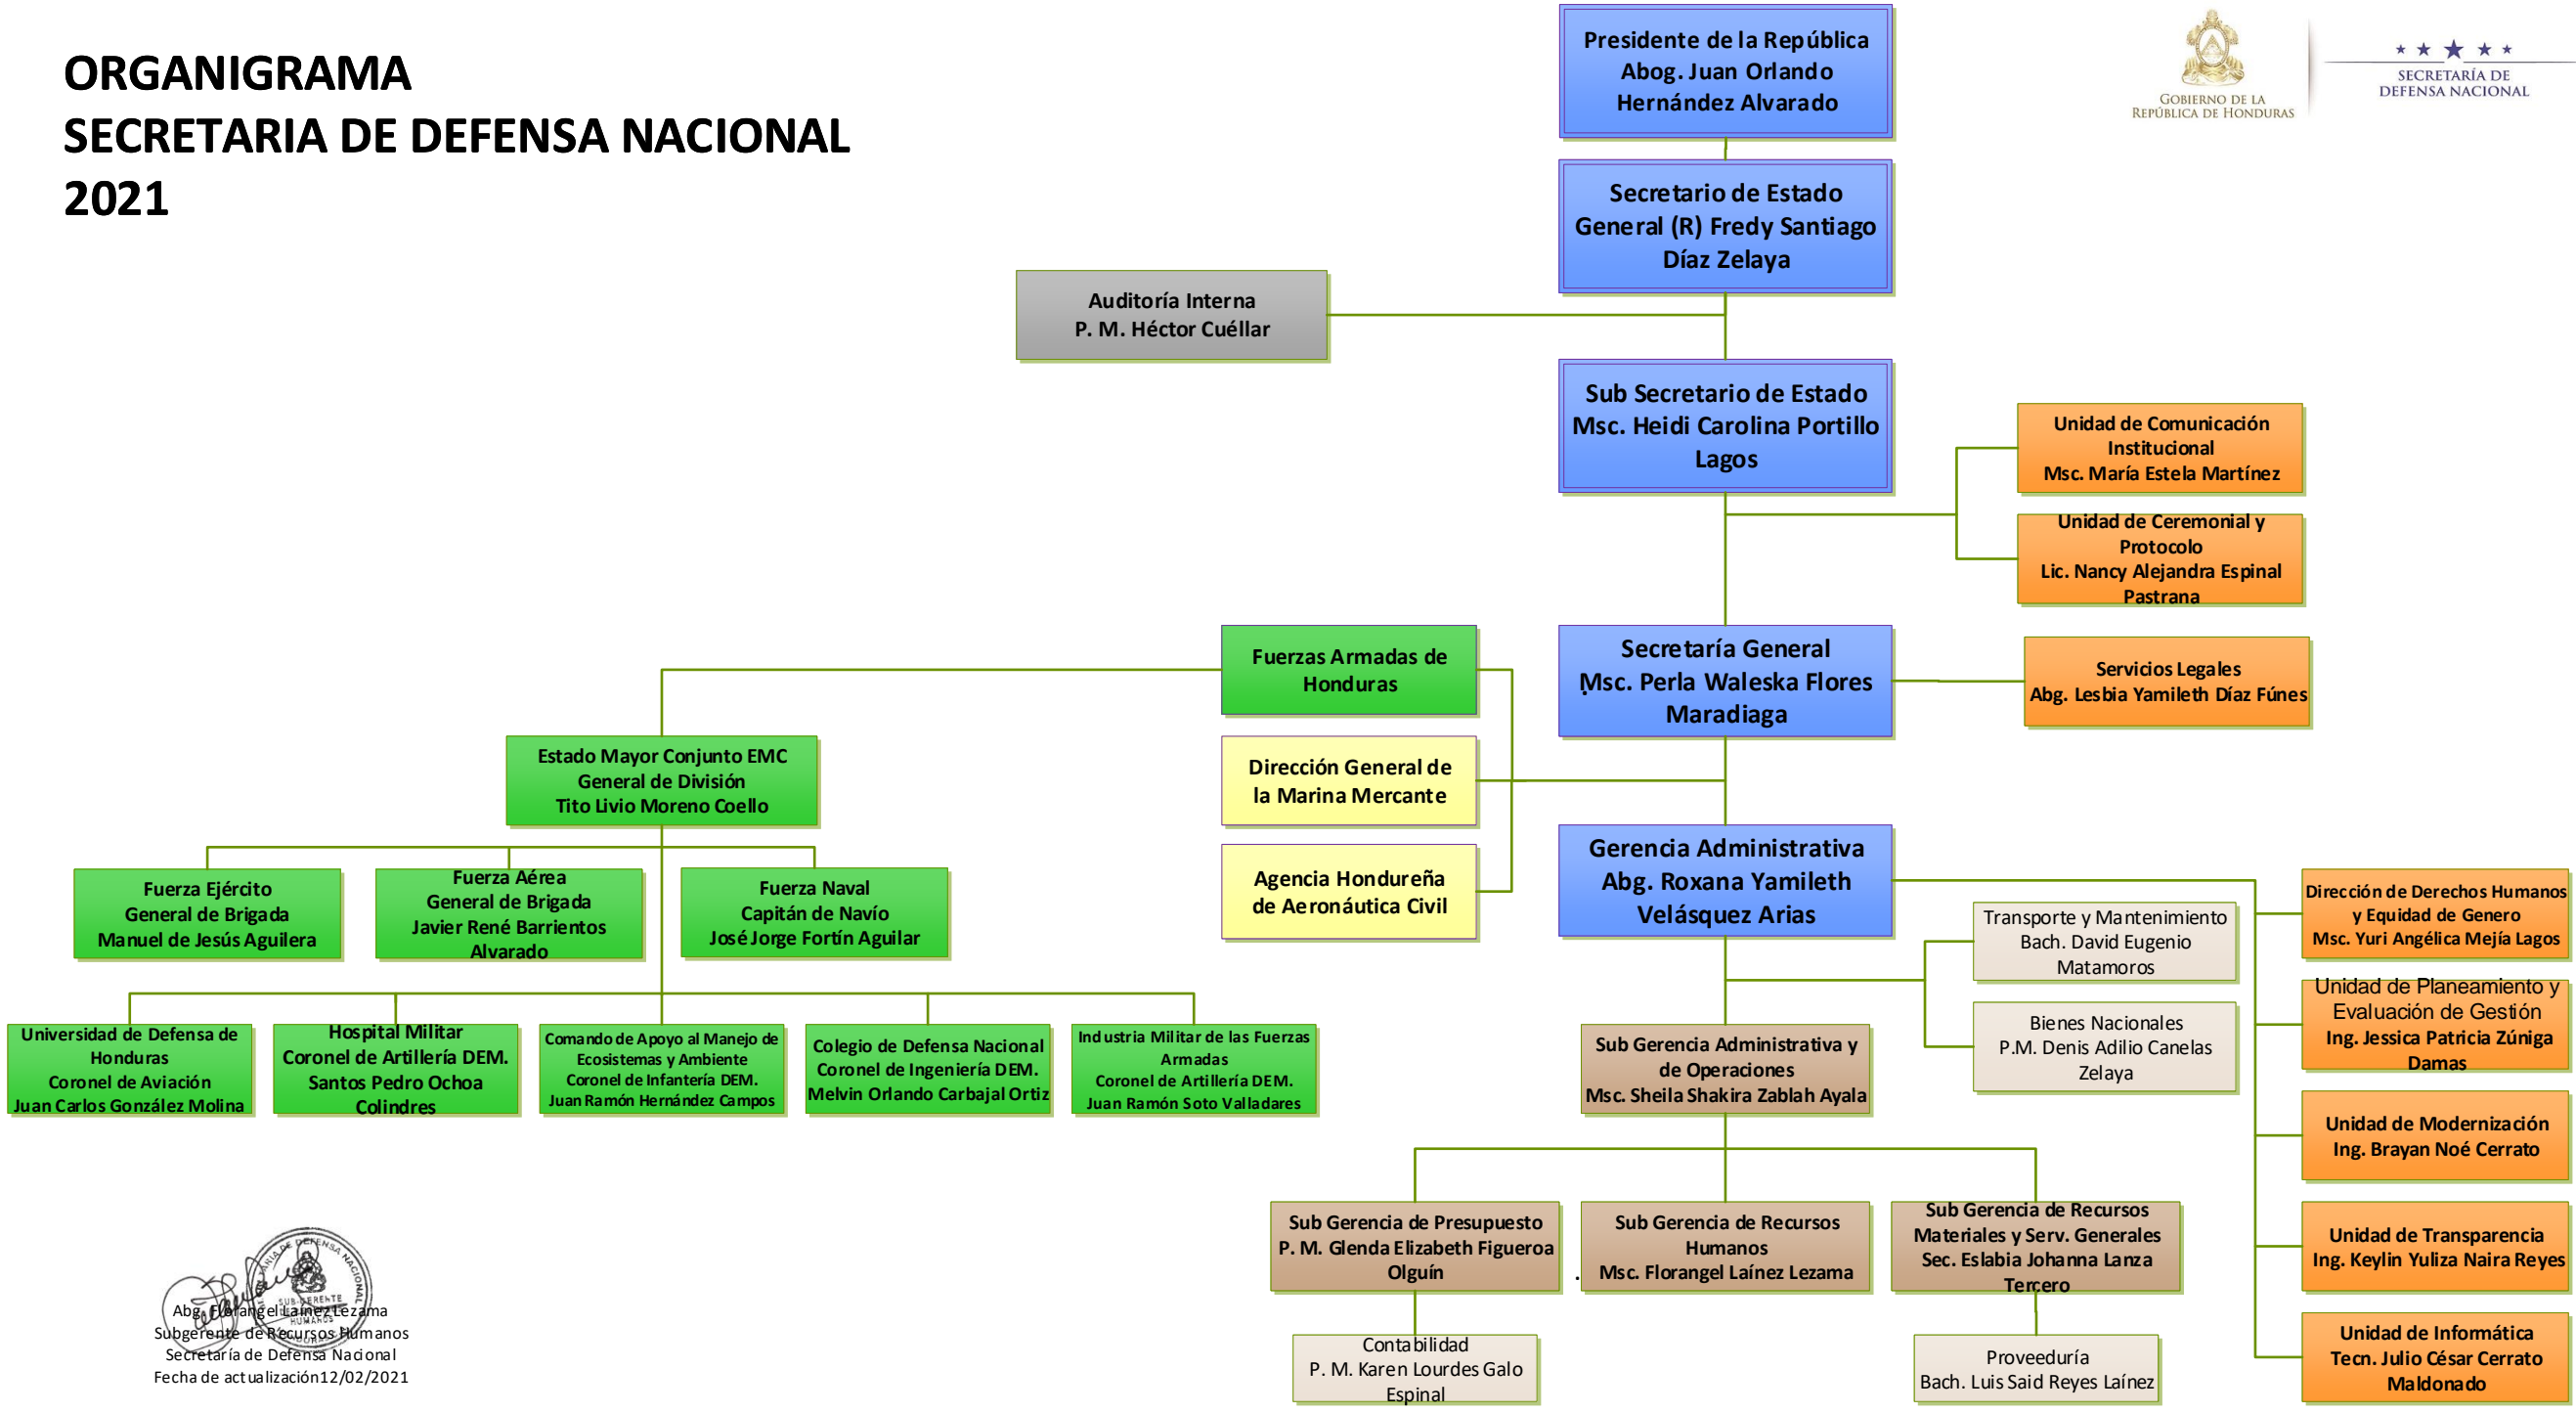 ORGANIGRAMA
SECRETARIA DE DEFENSA NACIONAL
2021
Presidente de la República
Abog. Juan Orlando
Hernández Alvarado
GOBIERNO DE LA
REPÚBLICA DE HONDURAS
SECRETARÍA DE
DEFENSA NACIONAL
Secretario de Estado
General (R) Fredy Santiago
Díaz Zelaya
Auditoría Interna
P. M. Héctor Cuéllar
Sub Secretario de Estado
Msc. Heidi Carolina Portillo
Lagos
Unidad de Comunicación
Institucional
Msc. María Estela Martínez
Unidad de Ceremonial y
Protocolo
Lic. Nancy Alejandra Espinal
Pastrana
Fuerzas Armadas de
Honduras
Secretaría General
Msc. Perla Waleska Flores
Maradiaga
Servicios Legales
Abg. Lesbia Yamileth Díaz Fúnes
Estado Mayor Conjunto EMC
General de División
Tito Livio Moreno Coello
Dirección General de
la Marina Mercante
Agencia Hondureña
de Aeronáutica Civil
Gerencia Administrativa
Abg. Roxana Yamileth
Velásquez Arias
Fuerza Ejército
General de Brigada
Manuel de Jesús Aguilera
Fuerza Aérea
General de Brigada
Javier René Barrientos
Alvarado
Fuerza Naval
Capitán de Navío
José Jorge Fortín Aguilar
Transporte y Mantenimiento
Bach. David Eugenio
Matamoros
Bienes Nacionales
P.M. Denis Adilio Canelas
Zelaya
Dirección de Derechos Humanos
y Equidad de Genero
Msc. Yuri Angélica Mejía Lagos
Unidad de Planeamiento y
Evaluación de Gestión
Ing. Jessica Patricia Zúniga
Damas
Unidad de Modernización
Ing. Brayan Noé Cerrato
Unidad de Transparencia
Ing. Keylin Yuliza Naira Reyes
Unidad de Informática
Tecn. Julio César Cerrato
Maldonado
Universidad de Defensa de
Honduras
Coronel de Aviación
Juan Carlos González Molina
Hospital Militar
Coronel de Artillería DEM.
Santos Pedro Ochoa
Colindres
Comando de Apoyo al Manejo de
Ecosistemas y Ambiente
Coronel de Infantería DEM.
Juan Ramón Hernández Campos
Colegio de Defensa Nacional
Coronel de Ingeniería DEM.
Melvin Orlando Carbajal Ortiz
Industria Militar de las Fuerzas
Armadas
Coronel de Artillería DEM.
Juan Ramón Soto Valladares
Sub Gerencia Administrativa y
de Operaciones
Msc. Sheila Shakira Zablah Ayala
Sub Gerencia de Presupuesto
P. M. Glenda Elizabeth Figueroa
Olguín
Sub Gerencia de Recursos
Humanos
Msc. Florangel Laínez Lezama
Sub Gerencia de Recursos
Materiales y Serv. Generales
Sec. Eslabia Johanna Lanza
Tercero
Contabilidad
P. M. Karen Lourdes Galo
Espinal
Proveeduría
Bach. Luis Said Reyes Laínez
DEFENSA NACIONAL
SUB-GERENTE
HUMANOS
Abg. Florangel Laínez Lezama
Subgerente de Recursos Humanos
Secretaría de Defensa Nacional
Fecha de actualización12/02/2021